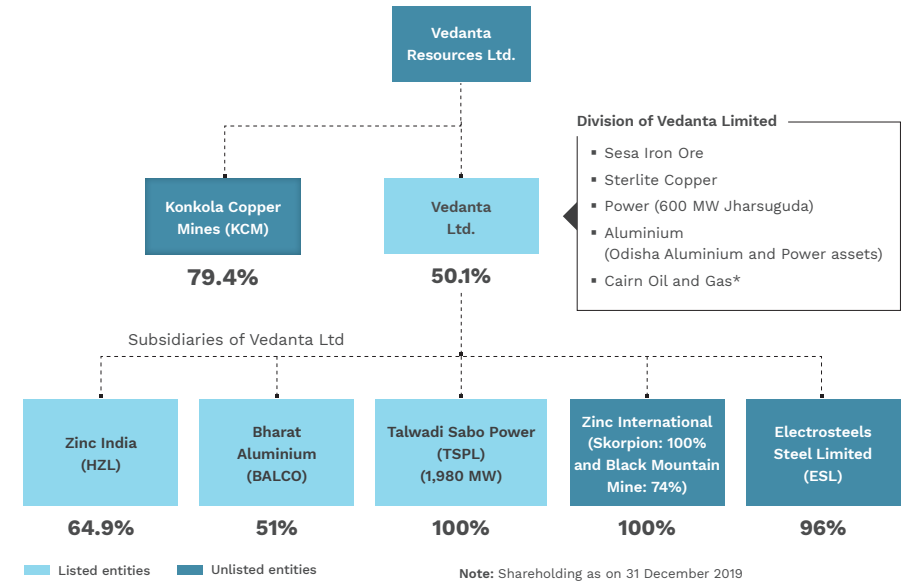 Vedanta
Resources Ltd.
Division of Vedanta Limited
▪ Sesa Iron Ore
▪ Sterlite Copper
▪ Power (600 MW Jharsuguda)
▪ Aluminium
(Odisha Aluminium and Power assets)
▪ Cairn Oil and Gas*
Konkola Copper
Mines (KCM)
79.4%
Vedanta
Ltd.
50.1%
Subsidiaries of Vedanta Ltd
Zinc India
(HZL)
64.9%
Bharat
Aluminium
(BALCO)
51%
Talwadi Sabo Power
(TSPL)
(1,980 MW)
100%
Zinc International
(Skorpion: 100%
and Black Mountain
Mine: 74%)
100%
Electrosteels
Steel Limited
(ESL)
96%
Listed entities
Unlisted entities
Note: Shareholding as on 31 December 2019